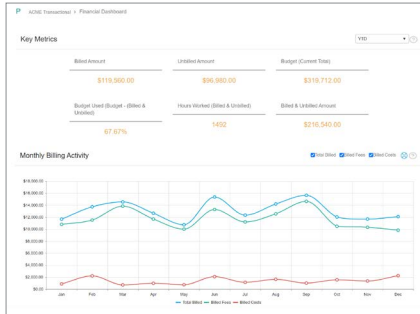 P ACME Transactional > Financial Dashboard
Key Metrics
YTD
Billed Amount
Unbilled Amount
Budget (Current Total)
$119,560.00
$96,980.00
$319,712.00
Budget Used (Budget - (Billed & Unbilled)
Hours Worked (Billed & Unbilled)
Billed & Unbilled Amount
67.67%
1492
$216,540.00
Monthly Billing Activity
Total Billed Billed Fees Billed Costs
$18,000.00
$16,000.00
$14,000.00
$12,000.00
$10,000.00
$8,000.00
$6,000.00
$4,000.00
$2,000.00
$0.00
Jan Feb Mar Apr May Jun Jul Aug Sep Oct Nov Dec
Total Billed Billed Fees Billed Costs